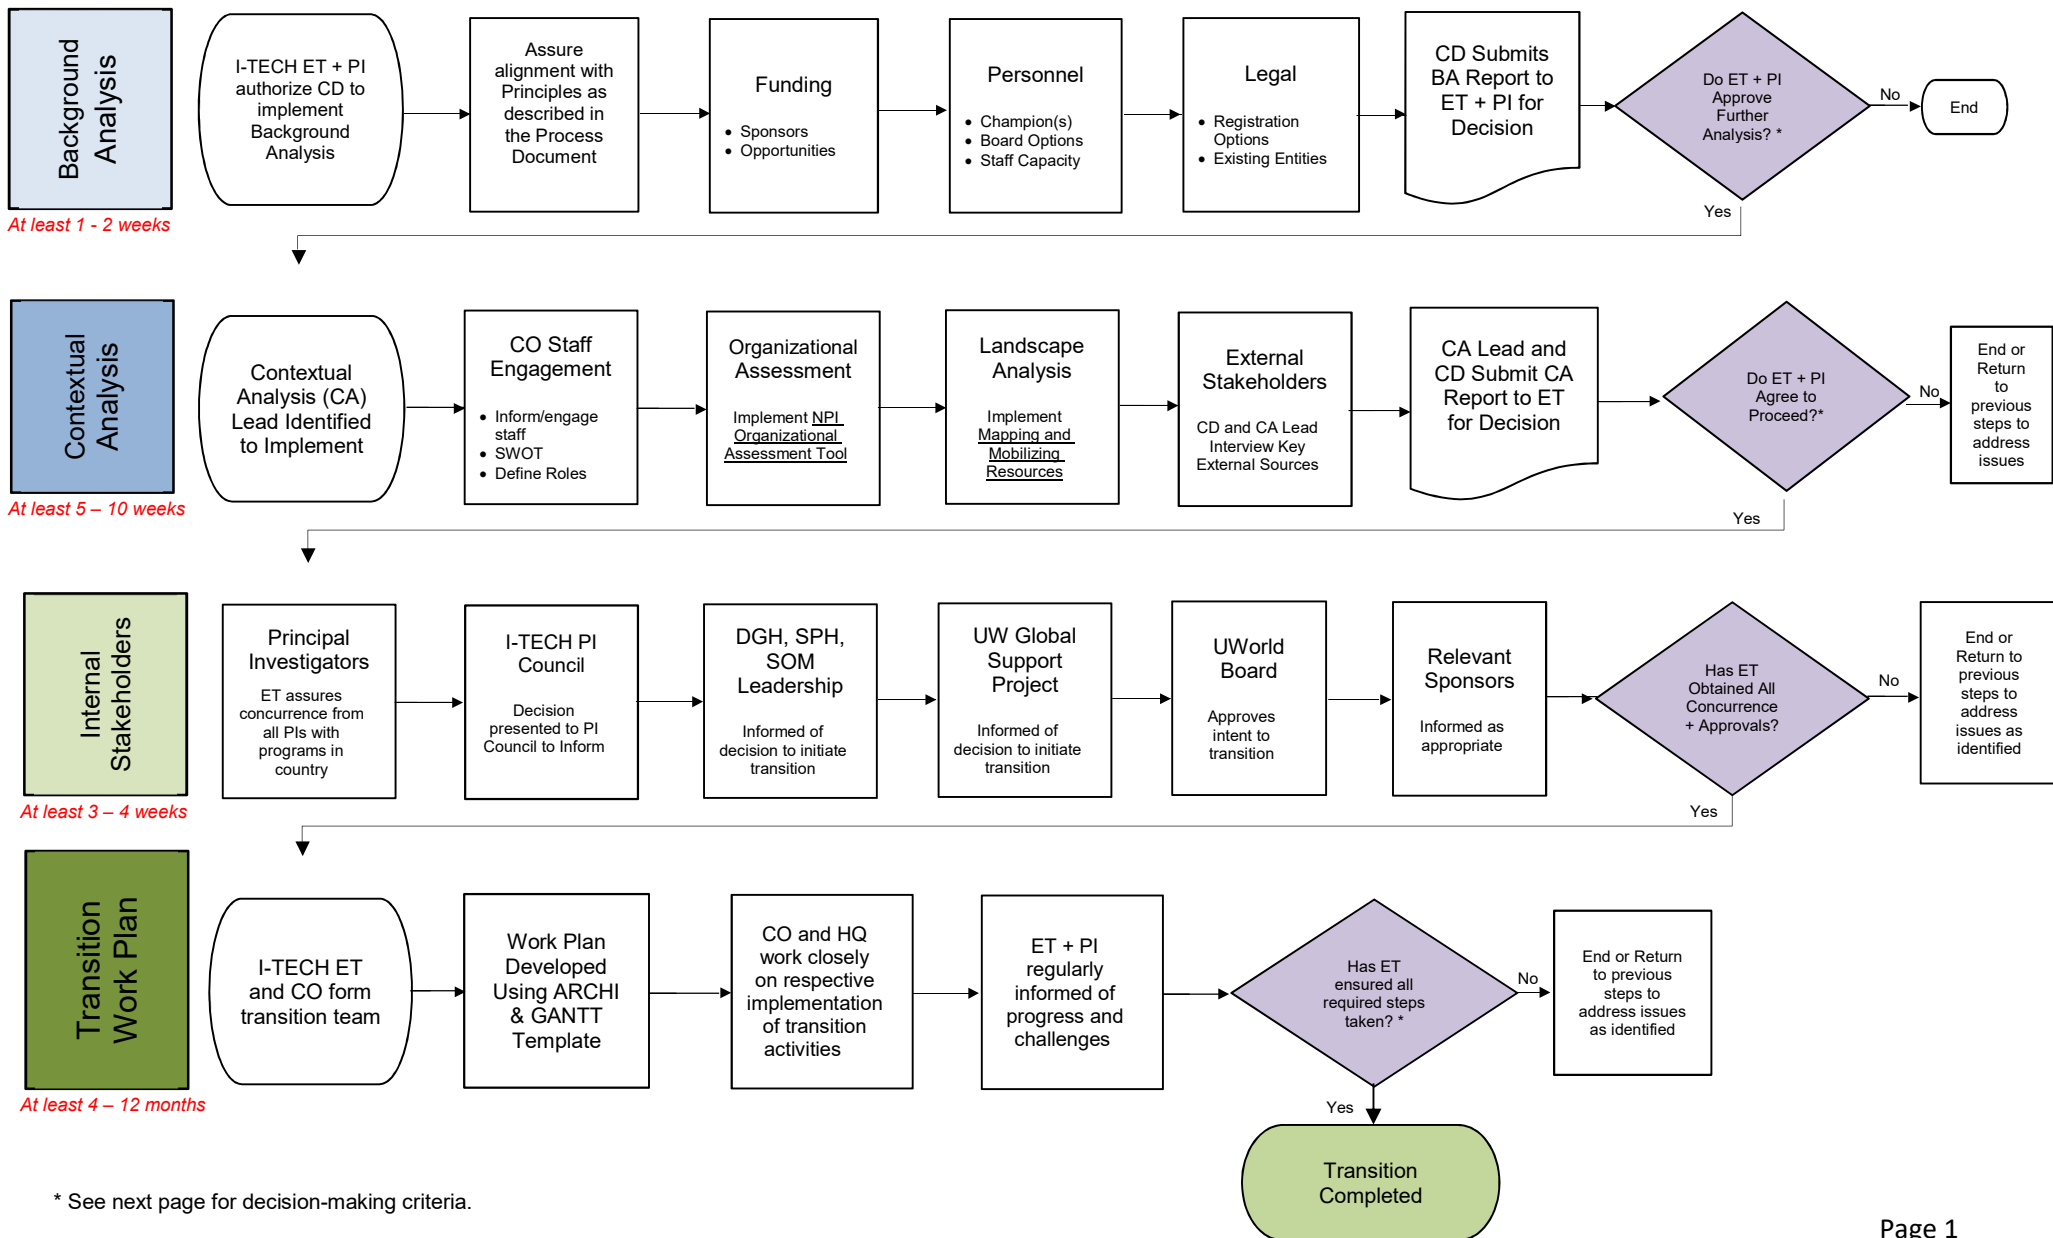 Background
Analysis
At least 1 - 2 weeks
I-TECH ET + PI
authorize CD to
implement
Background
Analysis
Assure
alignment with
Principles as
described in
the Process
Document
Funding
• Sponsors
• Opportunities
Personnel
• Champion(s)
• Board Options
• Staff Capacity
Legal
• Registration
Options
• Existing Entities
CD Submits
BA Report to
ET + PI for
Decision
Do ET + PI
Approve
Further
Analysis? *
No
End
Yes
Contextual
Analysis
At least 5 – 10 weeks
Contextual
Analysis (CA)
Lead Identified
to Implement
CO Staff
Engagement
• Inform/engage
staff
• SWOT
• Define Roles
Organizational
Assessment
Implement NPI
Organizational
Assessment Tool
Landscape
Analysis
Implement
Mapping and
Mobilizing
Resources
External
Stakeholders
CD and CA Lead
Interview Key
External Sources
CA Lead and
CD Submit CA
Report to ET
for Decision
Do ET + PI
Agree to
Proceed?*
No
End or
Return
to
previous
steps to
address
issues
Yes
Internal
Stakeholders
At least 3 – 4 weeks
Principal
Investigators
ET assures
concurrence from
all PIs with
programs in
country
I-TECH PI
Council
Decision
presented to PI
Council to Inform
DGH, SPH,
SOM
Leadership
Informed of
decision to initiate
transition
UW Global
Support
Project
Informed of
decision to initiate
transition
UWorld
Board
Approves
intent to
transition
Relevant
Sponsors
Informed as
appropriate
Has ET
Obtained All
Concurrence
+ Approvals?
No
End or
Return to
previous
steps to
address
issues as
identified
Yes
Transition
Work Plan
At least 4 – 12 months
I-TECH ET
and CO form
transition team
Work Plan
Developed
Using ARCHI
& GANTT
Template
CO and HQ
work closely
on respective
implementation
of transition
activities
ET + PI
regularly
informed of
progress and
challenges
Has ET
ensured all
required steps
taken? *
No
End or Return
to previous
steps to
address issues
as identified
Yes
Transition
Completed
* See next page for decision-making criteria.
Page 1